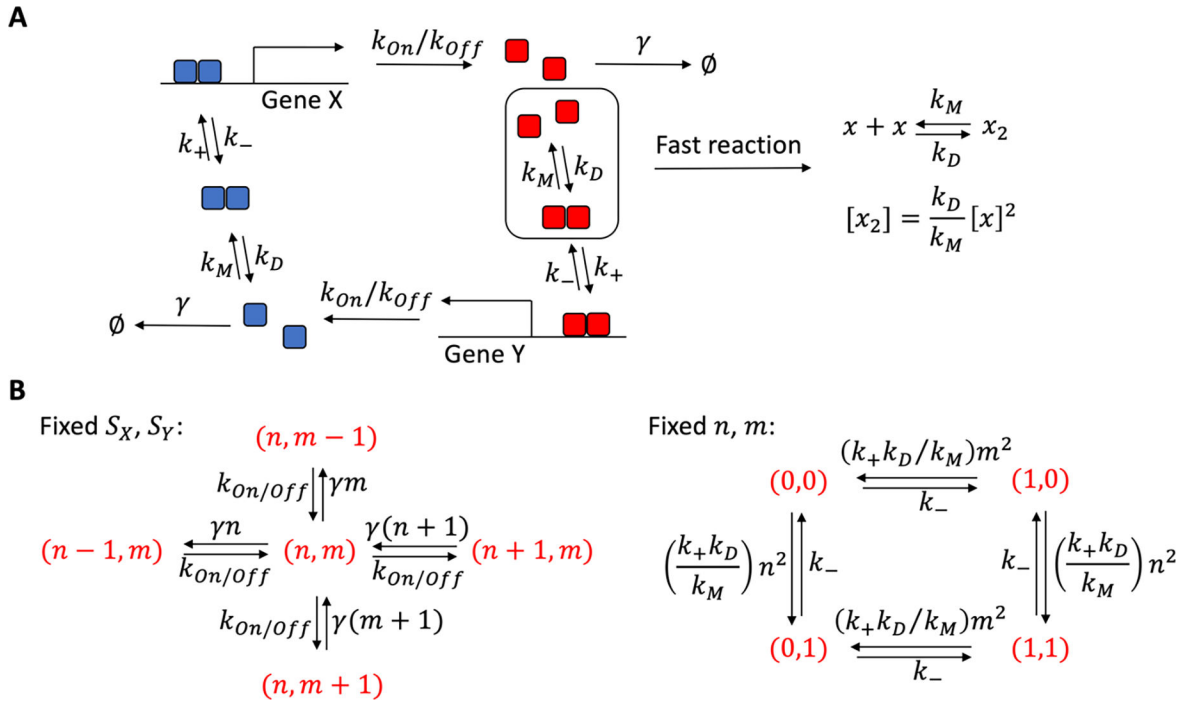 A
k_On/k_Off
γ
∅
Gene X
k_+
k_-
k_M
k_D
Fast reaction
x + x
k_M
k_D
x_2
[x_2] = k_D/k_M [x]^2
k_M
k_D
k_-
k_+
k_On/k_Off
γ
∅
Gene Y
B
Fixed S_X, S_Y:
(n, m − 1)
k_On/Off
γm
γn
γ(n + 1)
(n − 1, m)
(n, m)
(n + 1, m)
k_On/Off
k_On/Off
k_On/Off
γ(m + 1)
(n, m + 1)
Fixed n, m:
(k_+k_D/k_M)m^2
(0,0)
(1,0)
k_-
(k_+k_D/k_M)n^2
k_-
k_-
(k_+k_D/k_M)n^2
(k_+k_D/k_M)m^2
(0,1)
(1,1)
k_-